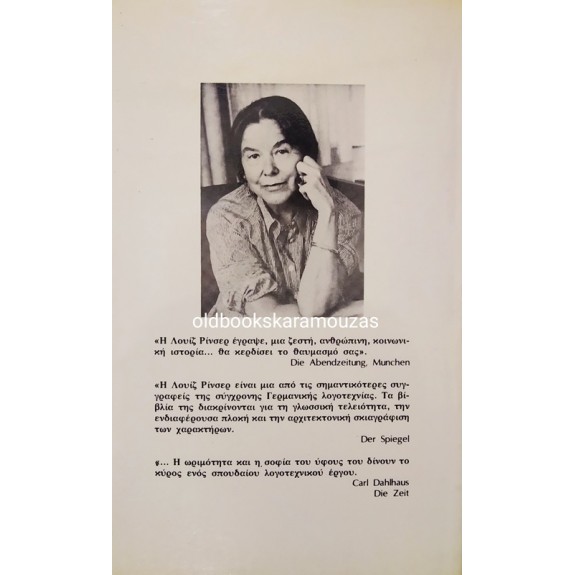 oldbookskaramouzas
«Η Λουίζ Ρίνσερ έγραψε, μια ζεστή, ανθρώπινη, κοινωνι-
κή ιστορία... θα κερδίσει το θαυμασμό σας».
Die Abendzeitung, Munchen
«Η Λουίζ Ρίνσερ είναι μια από τις σημαντικότερες συγ-
γραφείς της σύγχρονης Γερμανικής λογοτεχνίας. Τα βι-
βλία της διακρίνονται για τη γλωσσική τελειότητα, την
ενδιαφέρουσα πλοκή και την αρχιτεκτονική σκιαγράφιση
των χαρακτήρων.
Der Spiegel
«... Η ωριμότητα και η σοφία του ύφους του δίνουν το
κύρος ενός σπουδαίου λογοτεχνικού έργου.
Carl Dahlhaus
Die Zeit